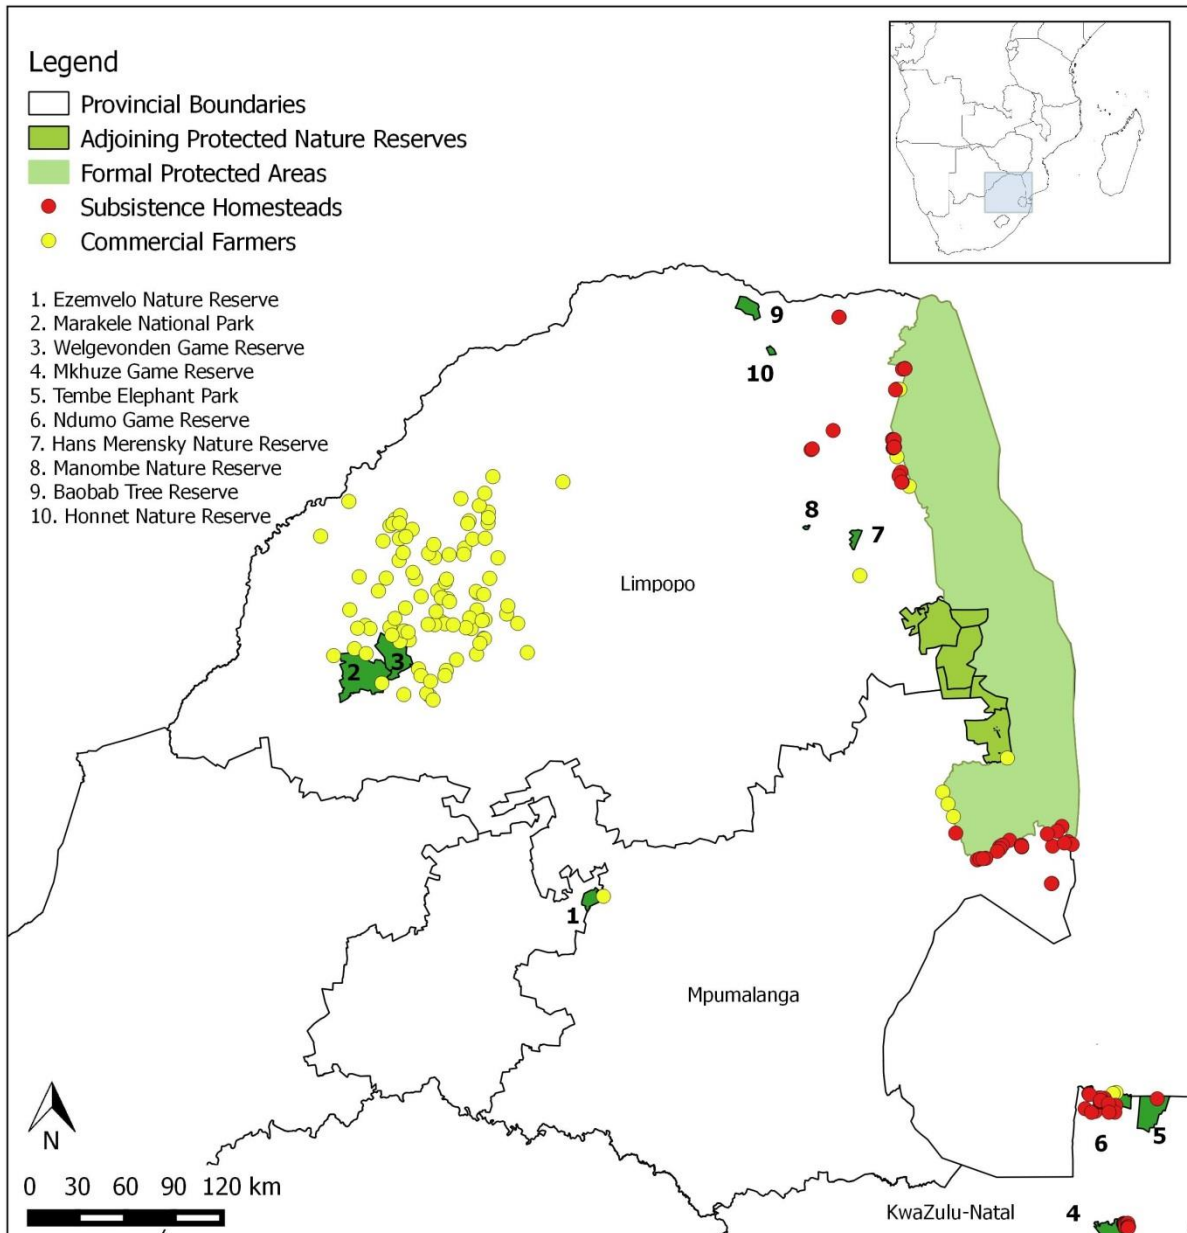 Legend
Provincial Boundaries
Adjoining Protected Nature Reserves
Formal Protected Areas
Subsistence Homesteads
Commercial Farmers
1. Ezemvelo Nature Reserve
2. Marakele National Park
3. Welgevonden Game Reserve
4. Mkhuze Game Reserve
5. Tembe Elephant Park
6. Ndumo Game Reserve
7. Hans Merensky Nature Reserve
8. Manombe Nature Reserve
9. Baobab Tree Reserve
10. Honnet Nature Reserve
9
10
8
7
Limpopo
3
2
1
Mpumalanga
N
6
5
0 30 60 90 120 km
KwaZulu-Natal
4